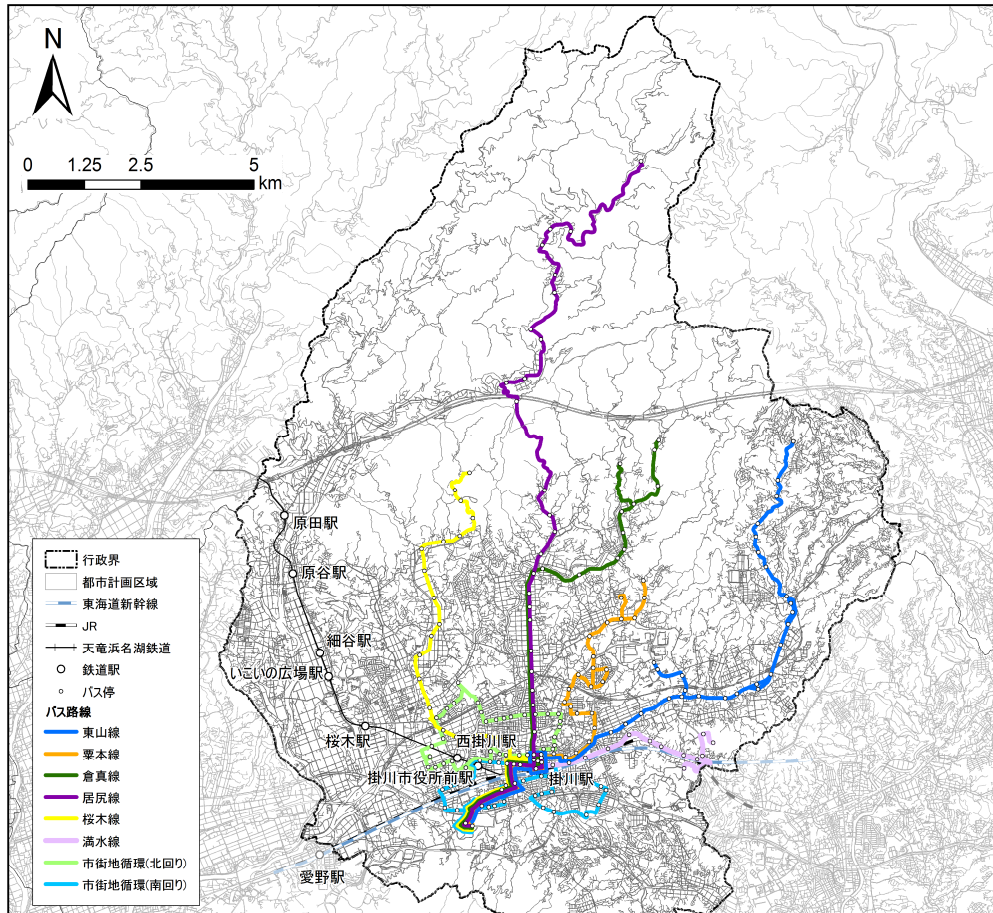 N
0 1.25 2.5 5
km
原田駅
原谷駅
細谷駅
いこいの広場駅
桜木駅
西掛川駅
掛川市役所前駅
掛川駅
愛野駅
行政界
都市計画区域
東海道新幹線
JR
天竜浜名湖鉄道
鉄道駅
バス停
バス路線
東山線
粟本線
倉真線
居尻線
桜木線
満水線
市街地循環(北回り)
市街地循環(南回り)